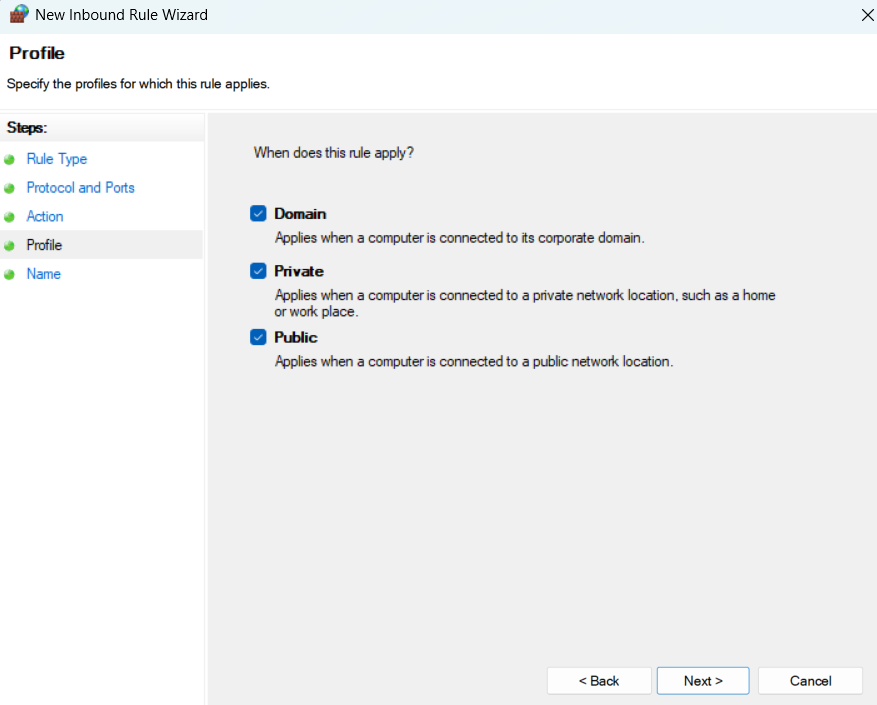 New Inbound Rule Wizard
Profile
Specify the profiles for which this rule applies.
Steps:
Rule Type
Protocol and Ports
Action
Profile
Name
When does this rule apply?
Domain
Applies when a computer is connected to its corporate domain.
Private
Applies when a computer is connected to a private network location, such as a home
or work place.
Public
Applies when a computer is connected to a public network location.
< Back
Next >
Cancel